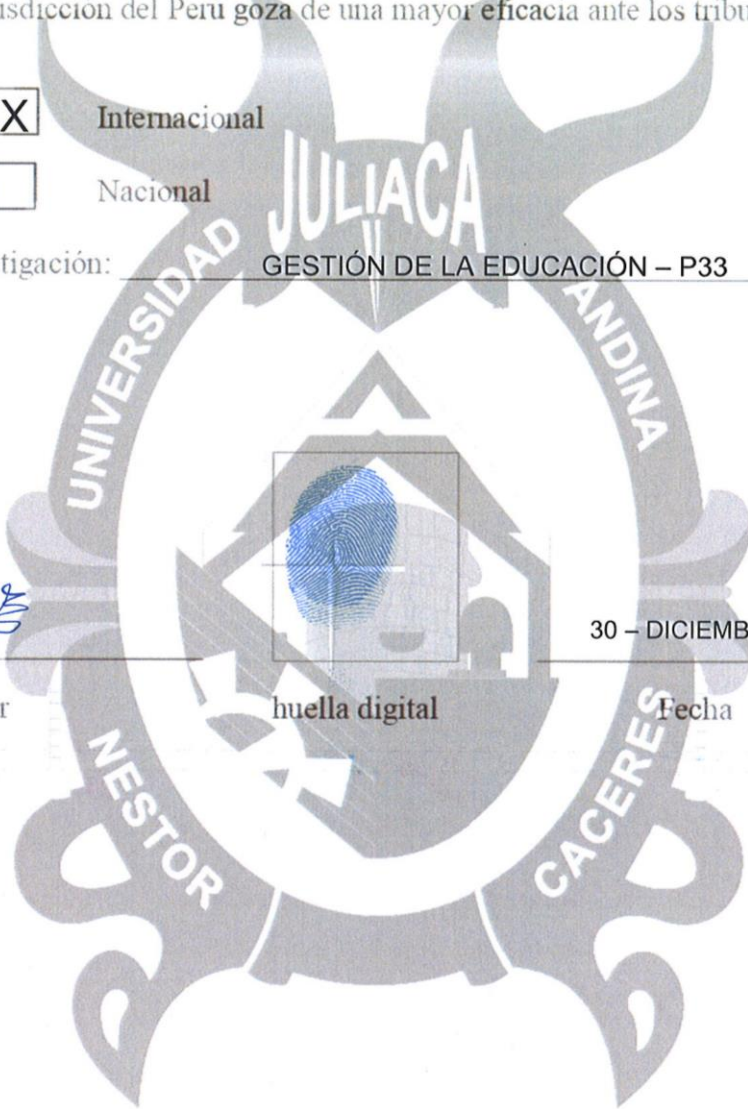 isdicción del Perú goza de una mayor eficacia ante los tribu
X Internacional
Nacional
tigación: GESTIÓN DE LA EDUCACIÓN – P33
30 – DICIEMB
r huella digital Fecha
UNIVERSIDAD ANDINA
NESTOR CACERES
JULIACA